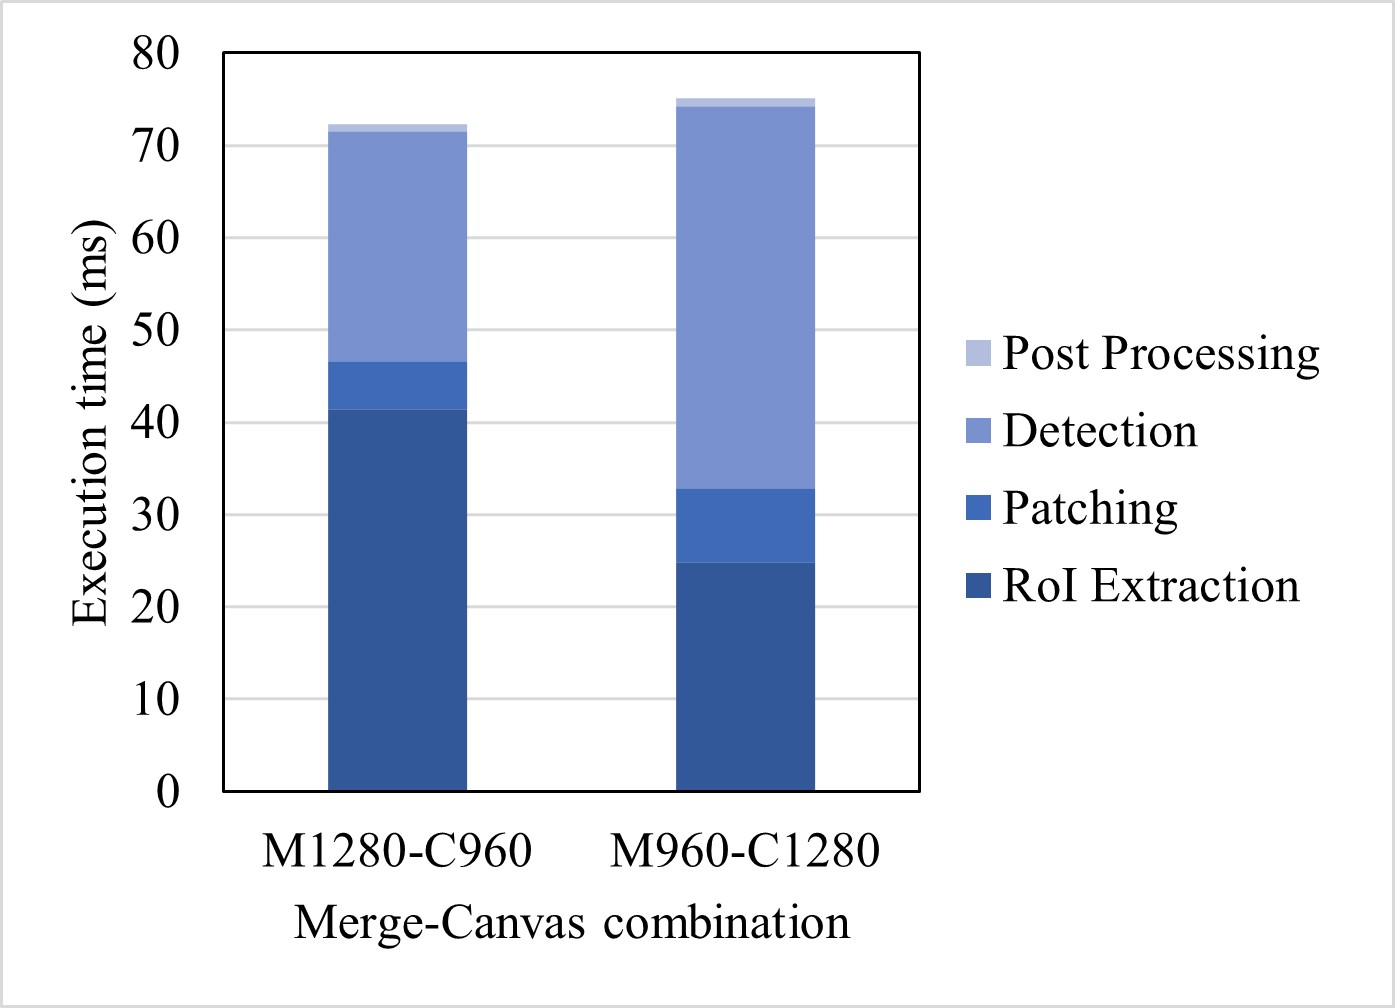 80
70
60
50
40
30
20
10
0
Execution time (ms)
M1280-C960
M960-C1280
Merge-Canvas combination
Post Processing
Detection
Patching
RoI Extraction